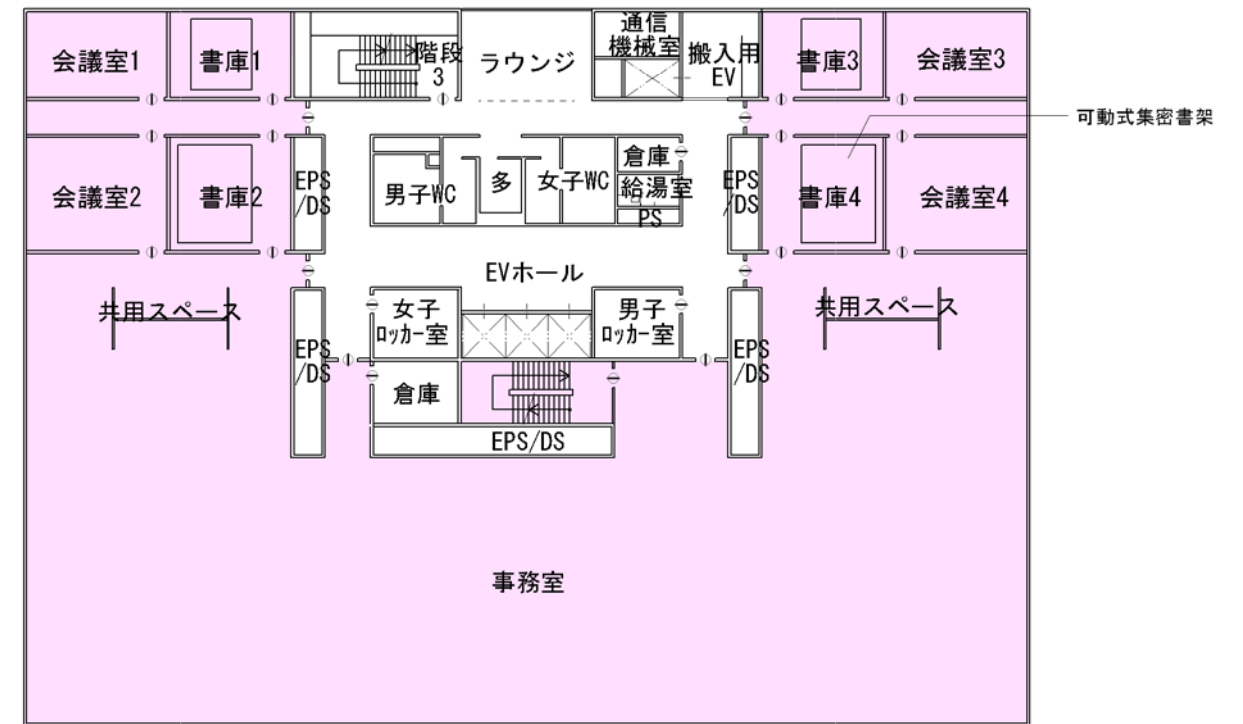 通信
機械室
会議室1
書庫1
階段
3
ラウンジ
搬入用
EV
書庫3
会議室3
可動式集密書架
会議室2
書庫2
EPS
/DS
男子WC
多
女子WC
倉庫
給湯室
PS
EPS
/DS
書庫4
会議室4
EVホール
共用スペース
女子
ﾛｯｶｰ室
男子
ﾛｯｶｰ室
共用スペース
EPS
/DS
倉庫
EPS
/DS
EPS/DS
事務室